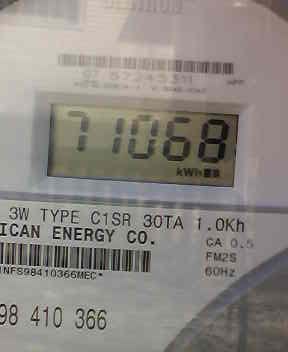 71068
kWh
3W TYPE C1SR 30TA 1.0Kh
ICAN ENERGY CO.
CA 0.5
FM2S
60Hz
NFS98410366MEC*
98 410 366